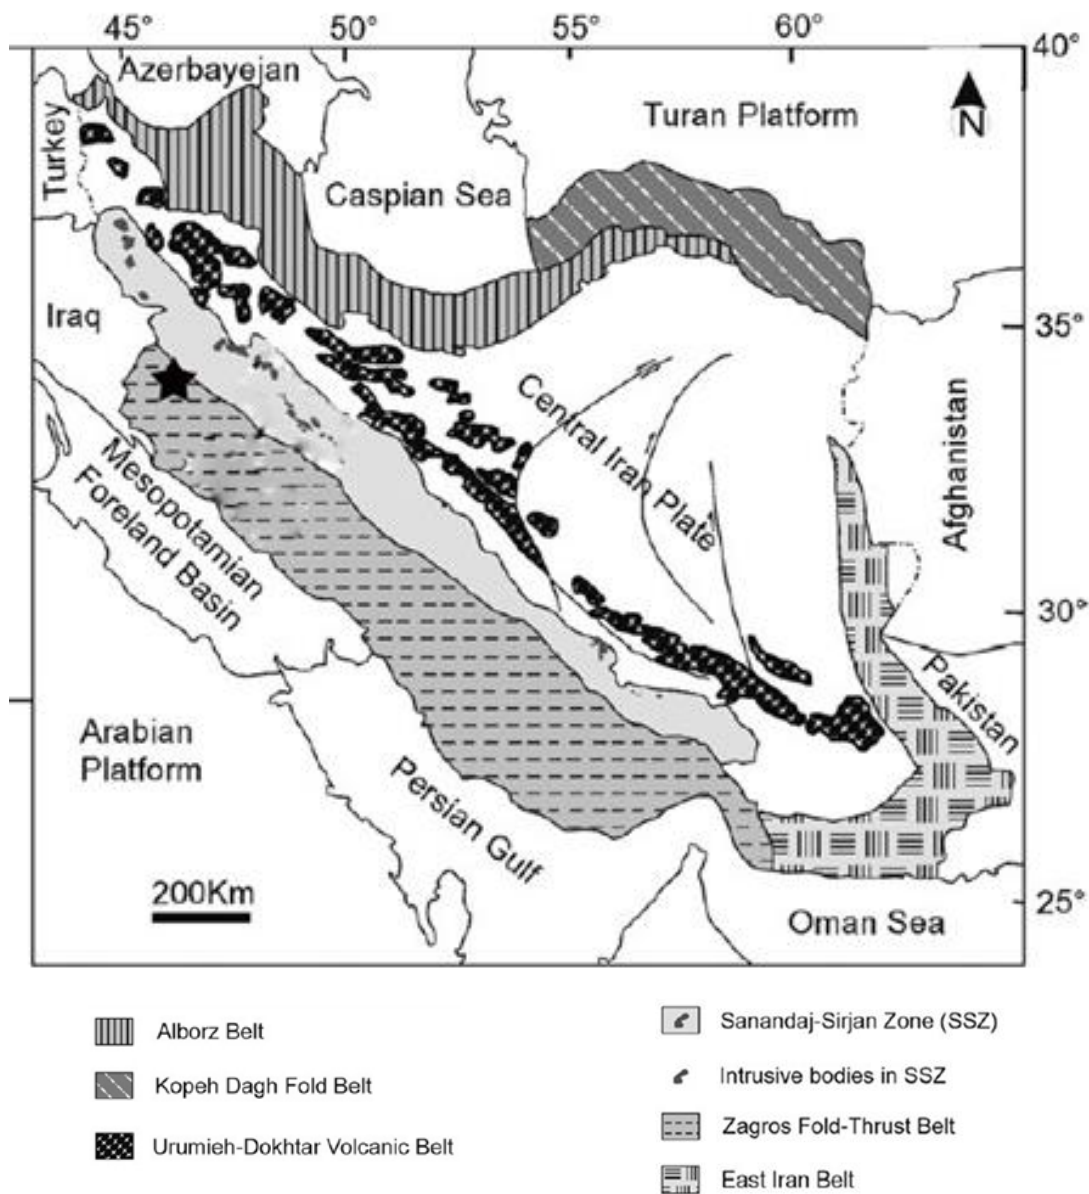 45° 50° 55° 60°
40°
Azerbayejan
Turkey
Turan Platform
N
Caspian Sea
Iraq
35°
Central Iran Plate
Afghanistan
Mesopotamian
Foreland Basin
30°
Pakistan
Arabian
Platform
Persian Gulf
200Km
25°
Oman Sea
Alborz Belt
Kopeh Dagh Fold Belt
Urumieh-Dokhtar Volcanic Belt
Sanandaj-Sirjan Zone (SSZ)
Intrusive bodies in SSZ
Zagros Fold-Thrust Belt
East Iran Belt